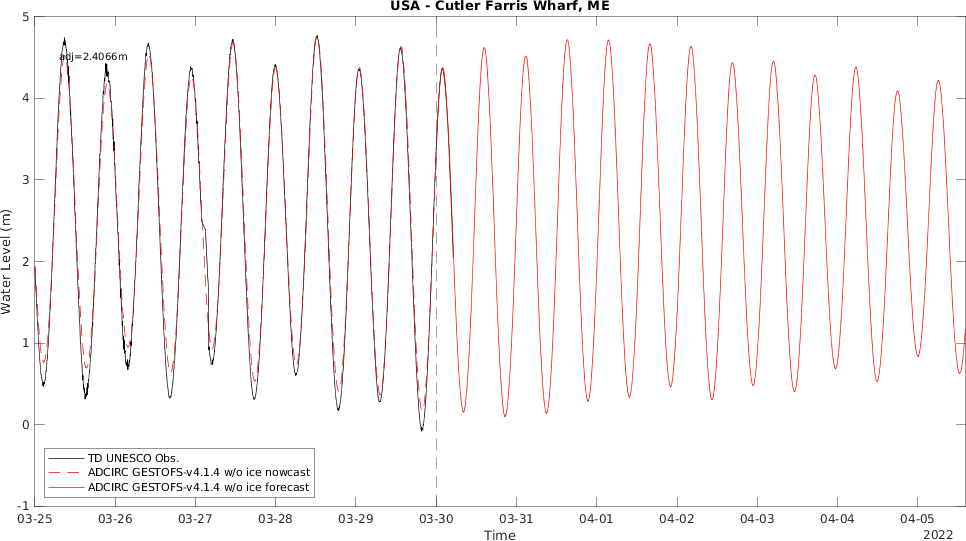 USA - Cutler Farris Wharf, ME
5
adj=2.4066m
4
3
2
1
0
-1
Water Level (m)
TD UNESCO Obs.
ADCIRC GESTOFS-v4.1.4 w/o ice nowcast
ADCIRC GESTOFS-v4.1.4 w/o ice forecast
03-25 03-26 03-27 03-28 03-29 03-30 03-31 04-01 04-02 04-03 04-04 04-05
Time
2022